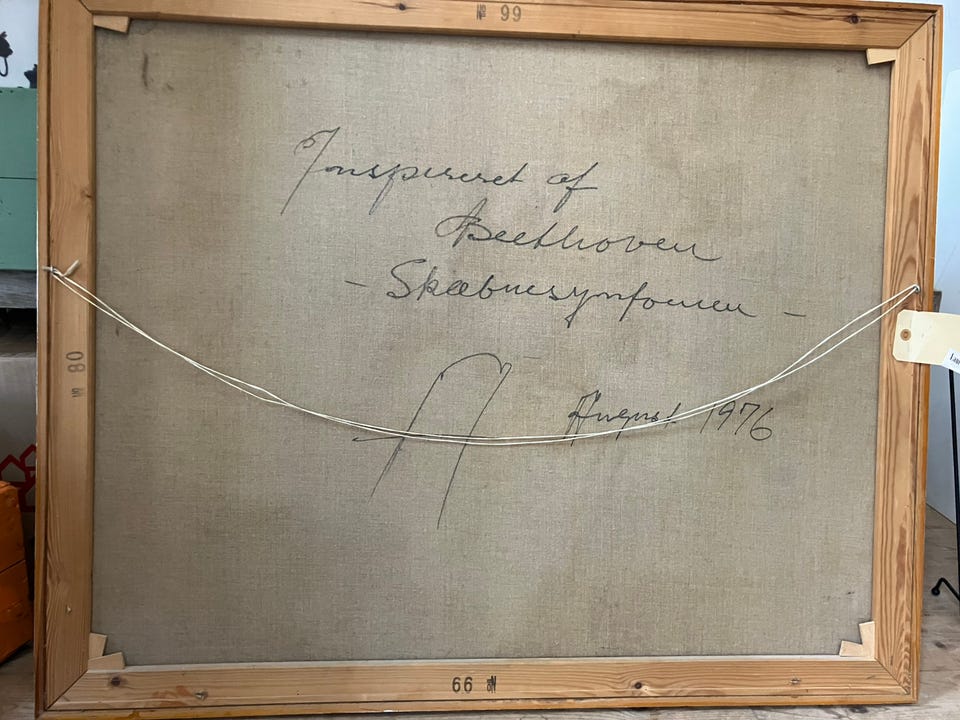 № 99
Inspireret af
Beethoven
- Skæbnesymfonien -
A August 1976
№ 80
66 №